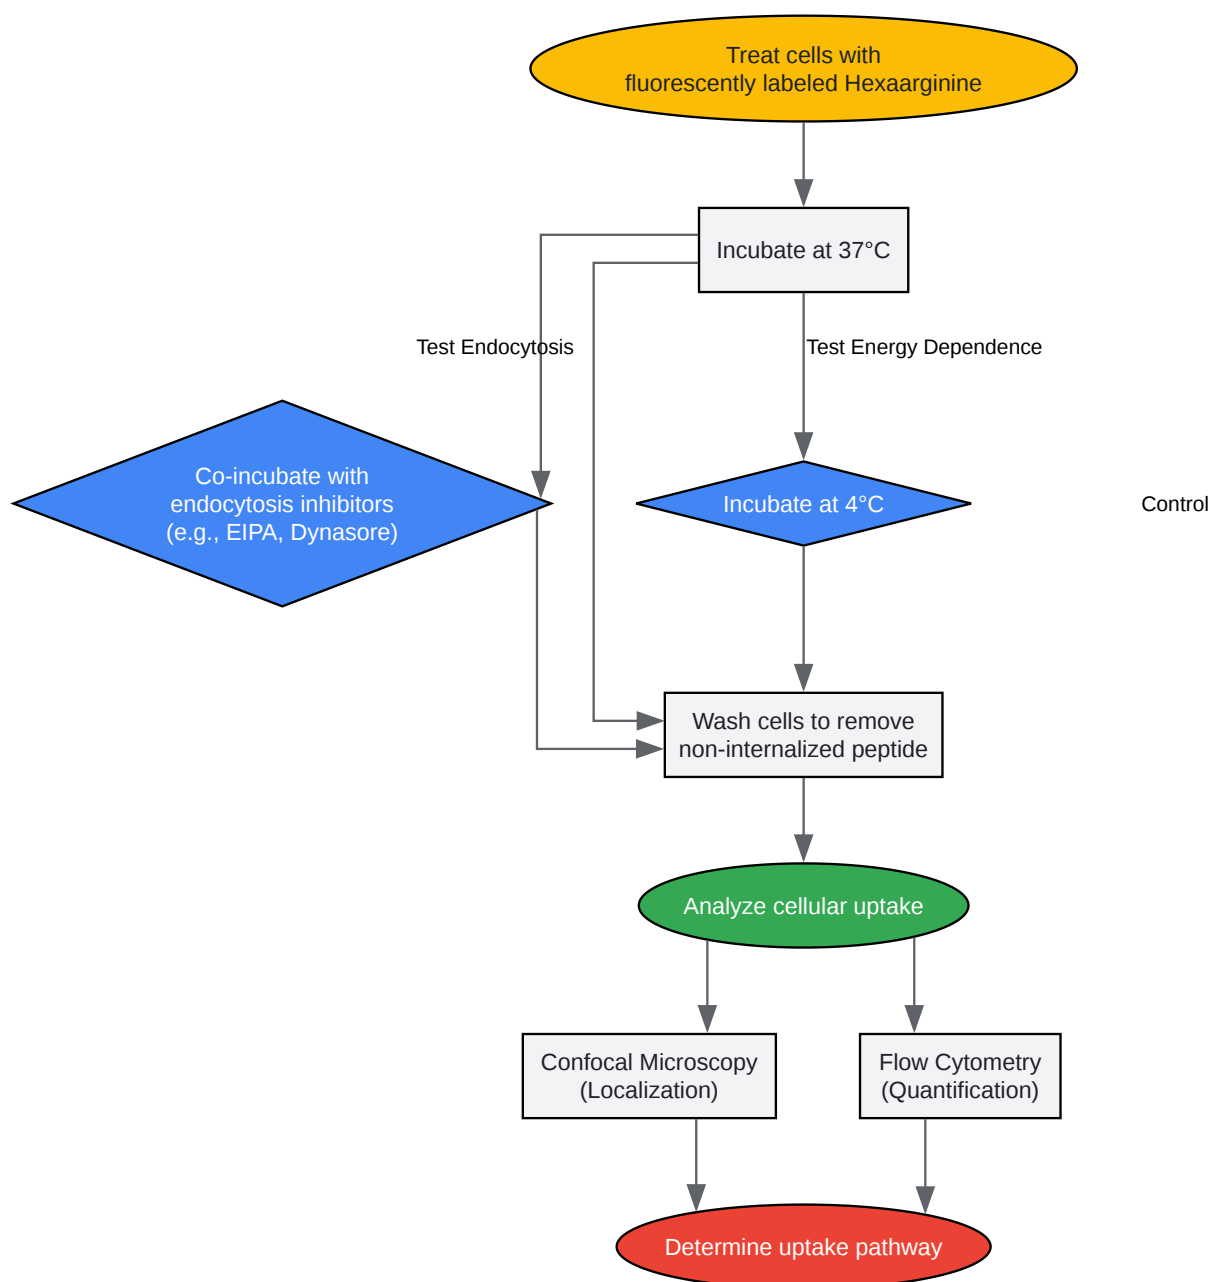 Treat cells with
fluorescently labeled Hexaarginine
Incubate at 37°C
Test Endocytosis
Test Energy Dependence
Co-incubate with
endocytosis inhibitors
(e.g., EIPA, Dynasore)
Incubate at 4°C
Control
Wash cells to remove
non-internalized peptide
Analyze cellular uptake
Confocal Microscopy
(Localization)
Flow Cytometry
(Quantification)
Determine uptake pathway